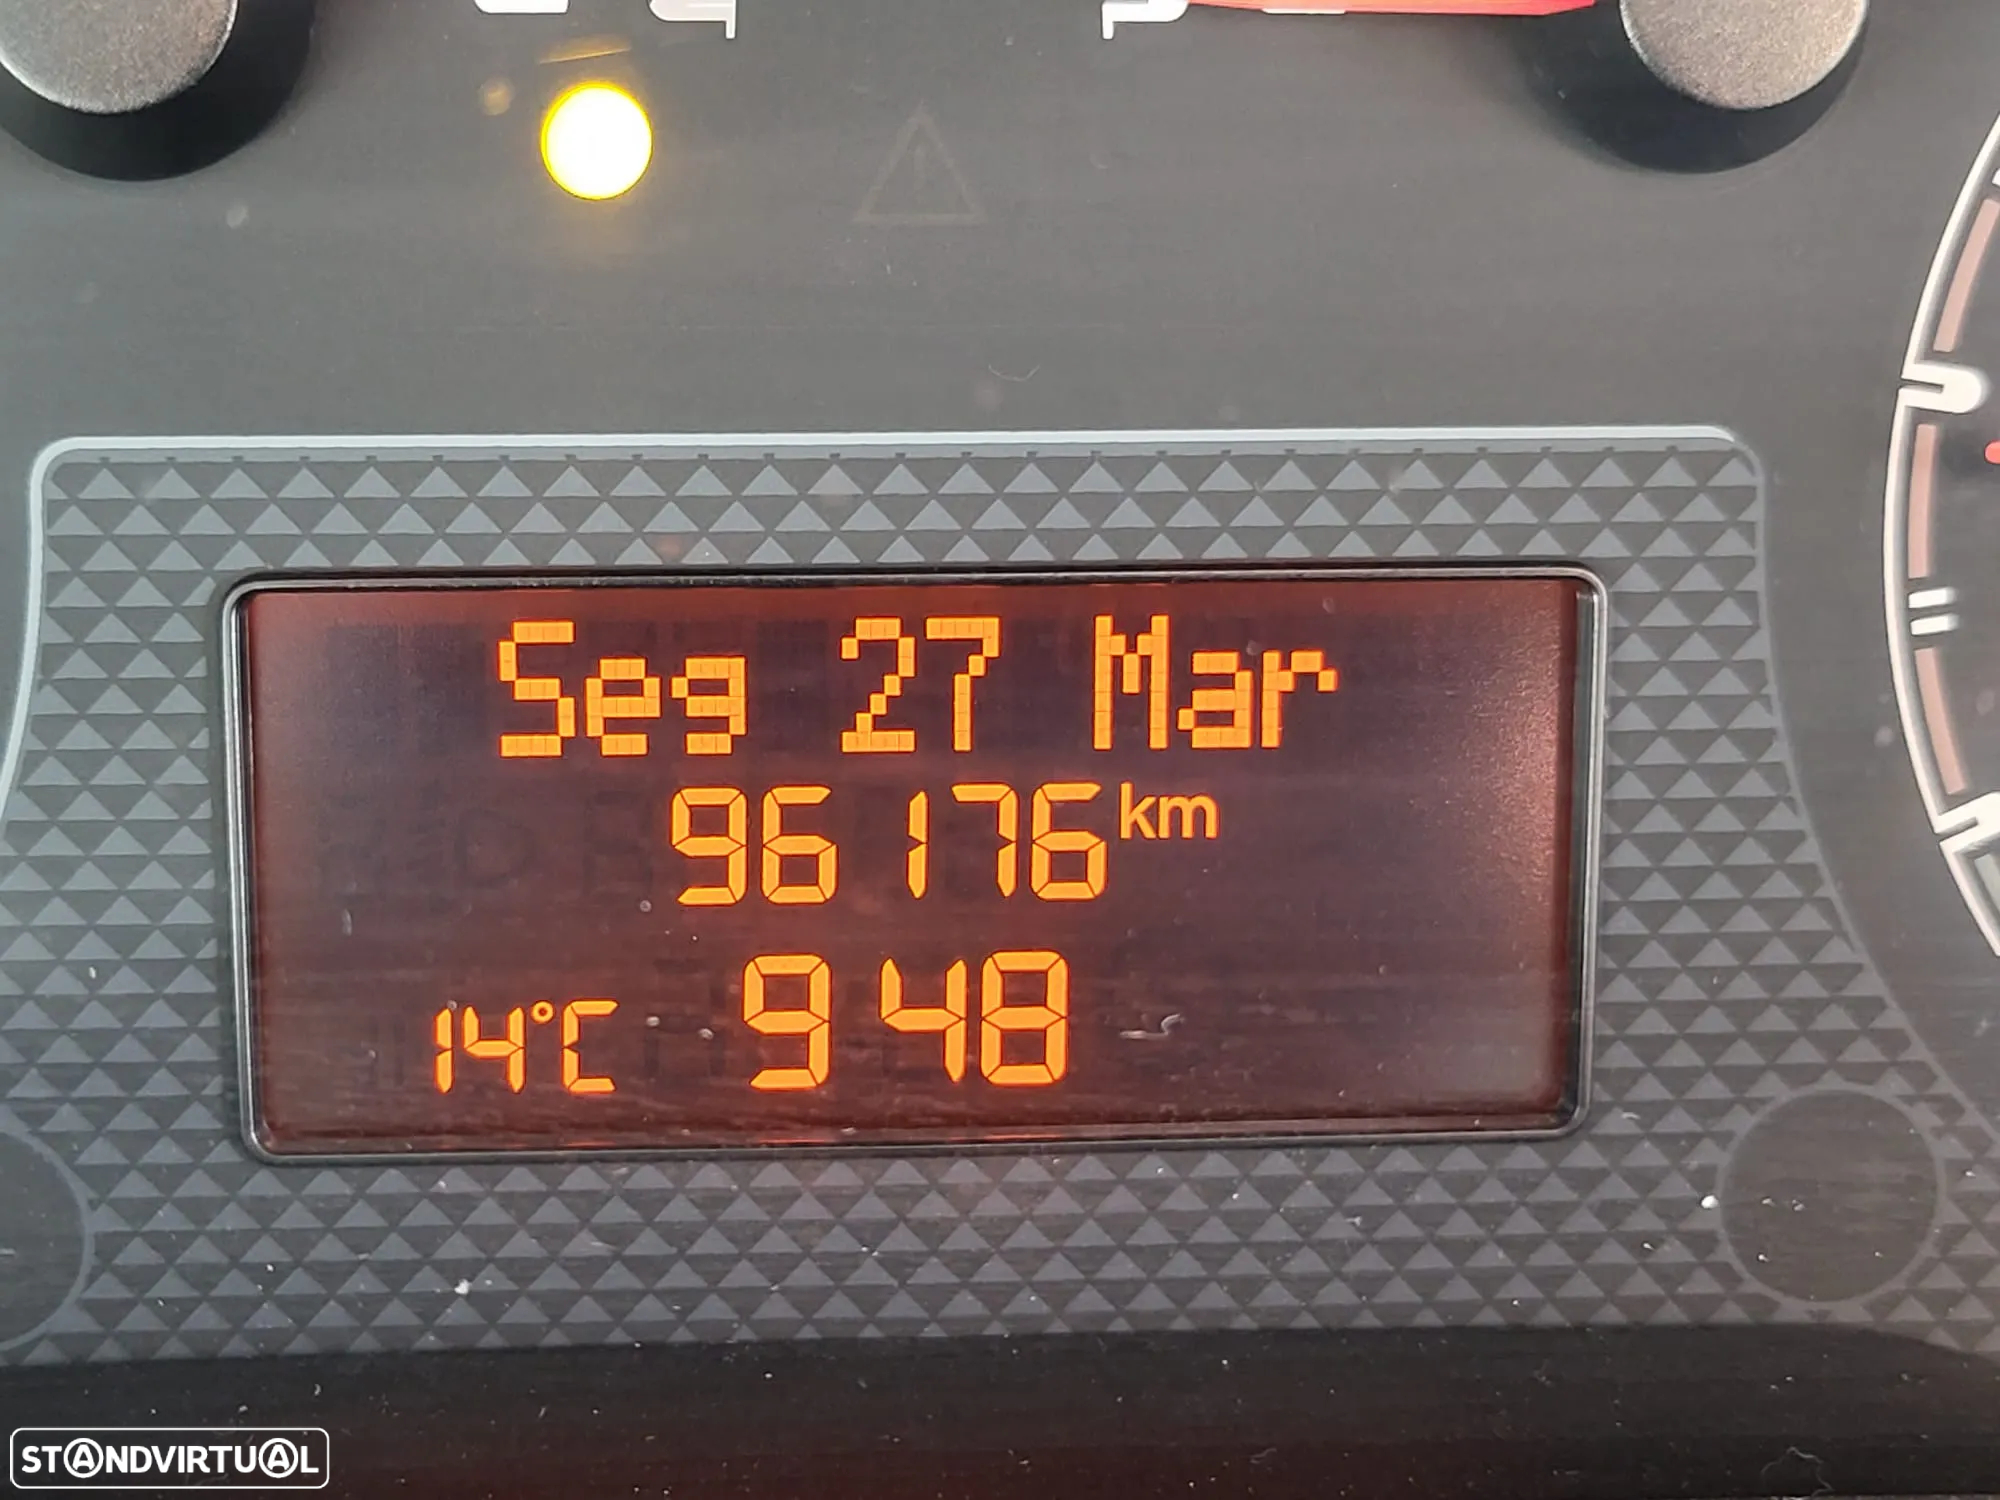 Seg 27 Mar
96176 km
14°C 9 48
STANDVIRTUAL